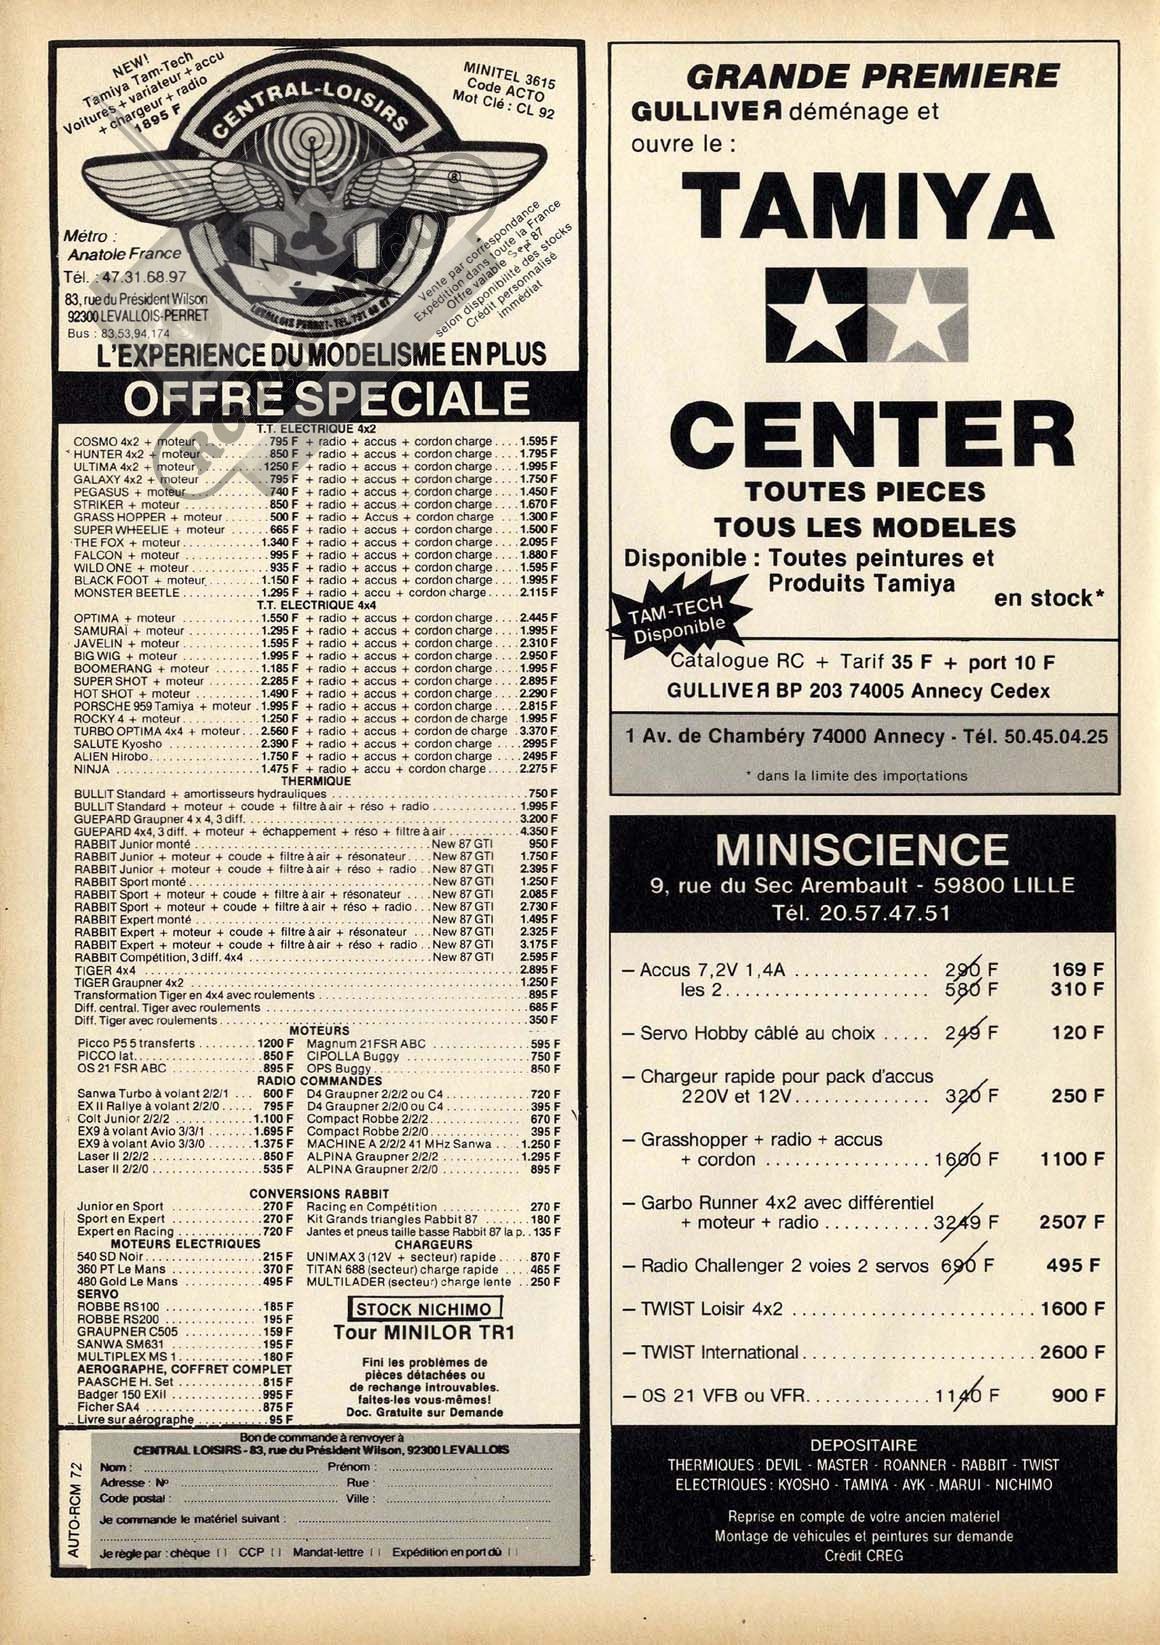 NEW!
Tamiya Tam-Tech
Voitures + variateur + accu
+ chargeur + radio
1895 F
CENTRAL-LOISIRS
®
MINITEL 3615
Code ACTO
Mot Clé : CL 92
Métro :
Anatole France
Tél. : 47.31.68.97
83, rue du Président Wilson
92300 LEVALLOIS-PERRET
Bus : 83,53,94,174
LEVALLOIS PERRET-TEL.
Vente par correspondance
Expédition dans toute la France
Offre valable Sept 87
selon disponibilité des stocks
Crédit personnalisé
immédiat
L'EXPERIENCE DU MODELISME EN PLUS
OFFRE SPECIALE
T.T. ELECTRIQUE 4x2
COSMO 4x2 + moteur .......... 795 F + radio + accus + cordon charge .... 1.595 F
HUNTER 4x2 + moteur .......... 850 F + radio + accus + cordon charge .... 1.795 F
ULTIMA 4x2 + moteur .......... 1250 F + radio + accus + cordon charge .... 1.995 F
GALAXY 4x2 + moteur .......... 795 F + radio + accus + cordon charge .... 1.750 F
PEGASUS + moteur .......... 740 F + radio + accus + cordon charge .... 1.450 F
STRIKER + moteur .......... 850 F + radio + accus + cordon charge .... 1.670 F
GRASS HOPPER + moteur ...... 500 F + radio + Accus + cordon charge .... 1.300 F
SUPER WHEELIE + moteur ..... 665 F + radio + accus + cordon charge .... 1.500 F
THE FOX + moteur .......... 1.340 F + radio + accus + cordon charge .... 2.095 F
FALCON + moteur .......... 995 F + radio + accus + cordon charge .... 1.880 F
WILD ONE + moteur .......... 935 F + radio + accus + cordon charge .... 1.595 F
BLACK FOOT + moteur ........ 1.150 F + radio + accus + cordon charge .... 1.995 F
MONSTER BEETLE .......... 1.295 F + radio + accu + cordon charge .... 2.115 F
T.T. ELECTRIQUE 4x4
OPTIMA + moteur .......... 1.550 F + radio + accus + cordon charge .... 2.445 F
SAMURAÏ + moteur .......... 1.295 F + radio + accus + cordon charge .... 1.995 F
JAVELIN + moteur .......... 1.595 F + radio + accus + cordon charge .... 2.310 F
BIG WIG + moteur .......... 1.995 F + radio + accus + cordon charge .... 2.950 F
BOOMERANG + moteur ........ 1.185 F + radio + accus + cordon charge .... 1.995 F
SUPER SHOT + moteur ........ 2.285 F + radio + accus + cordon charge .... 2.895 F
HOT SHOT + moteur .......... 1.490 F + radio + accus + cordon charge .... 2.290 F
PORSCHE 959 Tamiya + moteur . 1.995 F + radio + accus + cordon charge .... 2.815 F
ROCKY 4 + moteur .......... 1.250 F + radio + accus + cordon de charge . 1.995 F
TURBO OPTIMA 4x4 + moteur ... 2.560 F + radio + accus + cordon de charge . 3.370 F
SALUTE Kyosho .......... 2.390 F + radio + accus + cordon charge .... 2995 F
ALIEN Hirobo .......... 1.750 F + radio + accus + cordon charge .... 2495 F
NINJA .......... 1.475 F + radio + accu + cordon charge .... 2.275 F
THERMIQUE
BULLIT Standard + amortisseurs hydrauliques .......... 750 F
BULLIT Standard + moteur + coude + filtre à air + réso + radio .......... 1.995 F
GUEPARD Graupner 4 x 4, 3 diff. .......... 3.200 F
GUEPARD 4x4, 3 diff. + moteur + échappement + réso + filtre à air .......... 4.350 F
RABBIT Junior monté .......... New 87 GTI 950 F
RABBIT Junior + moteur + coude + filtre à air + résonateur .... New 87 GTI 1.750 F
RABBIT Junior + moteur + coude + filtre à air + réso + radio .. New 87 GTI 2.395 F
RABBIT Sport monté .......... New 87 GTI 1.250 F
RABBIT Sport + moteur + coude + filtre à air + résonateur .... New 87 GTI 2.085 F
RABBIT Sport + moteur + coude + filtre à air + réso + radio ... New 87 GTI 2.730 F
RABBIT Expert monté .......... New 87 GTI 1.495 F
RABBIT Expert + moteur + coude + filtre à air + résonateur ... New 87 GTI 2.325 F
RABBIT Expert + moteur + coude + filtre à air + réso + radio .. New 87 GTI 3.175 F
RABBIT Compétition, 3 diff. 4x4 .......... New 87 GTI 2.595 F
TIGER 4x4 .......... 2.895 F
TIGER Graupner 4x2 .......... 1.250 F
Transformation Tiger en 4x4 avec roulements .......... 895 F
Diff. central. Tiger avec roulements .......... 685 F
Diff. Tiger avec roulements .......... 350 F
MOTEURS
Picco P5 5 transferts .......... 1200 F Magnum 21 FSR ABC .......... 595 F
PICCO lat. .......... 850 F CIPOLLA Buggy .......... 750 F
OS 21 FSR ABC .......... 895 F OPS Buggy .......... 850 F
RADIO COMMANDES
Sanwa Turbo à volant 2/2/1 ... 600 F D4 Graupner 2/2/2 ou C4 .......... 720 F
EX II Rallye à volant 2/2/0 ..... 795 F D4 Graupner 2/2/0 ou C4 .......... 395 F
Colt Junior 2/2/2 .......... 1.100 F Compact Robbe 2/2/2 .......... 670 F
EX9 à volant Avio 3/3/1 ....... 1.695 F Compact Robbe 2/2/0 .......... 395 F
EX9 à volant Avio 3/3/0 ....... 1.375 F MACHINE A 2/2/2 41 MHz Sanwa .... 1.250 F
Laser II 2/2/2 .......... 850 F ALPINA Graupner 2/2/2 .......... 1.295 F
Laser II 2/2/0 .......... 535 F ALPINA Graupner 2/2/0 .......... 895 F
CONVERSIONS RABBIT
Junior en Sport .......... 270 F Racing en Compétition .......... 270 F
Sport en Expert .......... 270 F Kit Grands triangles Rabbit 87 ....... 180 F
Expert en Racing .......... 720 F Jantes et pneus taille basse Rabbit 87 la p. . 135 F
MOTEURS ELECTRIQUES
540 SD Noir .......... 215 F
360 PT Le Mans .......... 370 F
480 Gold Le Mans .......... 495 F
CHARGEURS
UNIMAX 3 (12V + secteur) rapide .... 870 F
TITAN 688 (secteur) charge rapide .... 465 F
MULTILADER (secteur) charge lente .. 250 F
SERVO
ROBBE RS100 .......... 185 F
ROBBE RS200 .......... 195 F
GRAUPNER C505 .......... 159 F
SANWA SM631 .......... 195 F
MULTIPLEX MS 1 .......... 180 F
AEROGRAPHE, COFFRET COMPLET
PAASCHE H. Set .......... 815 F
Badger 150 EXII .......... 995 F
Ficher SA4 .......... 875 F
Livre sur aérographe .......... 95 F
STOCK NICHIMO
Tour MINILOR TR1
Fini les problèmes de
pièces détachées ou
de rechange introuvables.
faites-les vous-mêmes!
Doc. Gratuite sur Demande
AUTO-RCM 72
Bon de commande à renvoyer à
CENTRAL LOISIRS - 83, rue du Président Wilson, 92300 LEVALLOIS
Nom : .......... Prénom : ..........
Adresse : N° .......... Rue : ..........
Code postal : .......... Ville : ..........
Je commande le matériel suivant : ..........
Je règle par : chèque [ ] CCP [ ] Mandat-lettre [ ] Expédition en port dû [ ]
GRANDE PREMIERE
GULLIVER déménage et
ouvre le :
TAMIYA
CENTER
TOUTES PIECES
TOUS LES MODELES
Disponible : Toutes peintures et
Produits Tamiya
en stock*
TAM-TECH
Disponible
Catalogue RC + Tarif 35 F + port 10 F
GULLIVER BP 203 74005 Annecy Cedex
1 Av. de Chambéry 74000 Annecy - Tél. 50.45.04.25
* dans la limite des importations
MINISCIENCE
9, rue du Sec Arembault - 59800 LILLE
Tél. 20.57.47.51
– Accus 7,2V 1,4A .............. 290 F 169 F
les 2 .................... 580 F 310 F
– Servo Hobby câblé au choix ..... 249 F 120 F
– Chargeur rapide pour pack d'accus
220V et 12V .............. 320 F 250 F
– Grasshopper + radio + accus
+ cordon ................ 1600 F 1100 F
– Garbo Runner 4x2 avec différentiel
+ moteur + radio .......... 3249 F 2507 F
– Radio Challenger 2 voies 2 servos 690 F 495 F
– TWIST Loisir 4x2 ........................ 1600 F
– TWIST International ....................... 2600 F
– OS 21 VFB ou VFR ............. 1140 F 900 F
DEPOSITAIRE
THERMIQUES : DEVIL - MASTER - ROANNER - RABBIT - TWIST
ELECTRIQUES : KYOSHO - TAMIYA - AYK - MARUI - NICHIMO
Reprise en compte de votre ancien matériel
Montage de véhicules et peintures sur demande
Crédit CREG